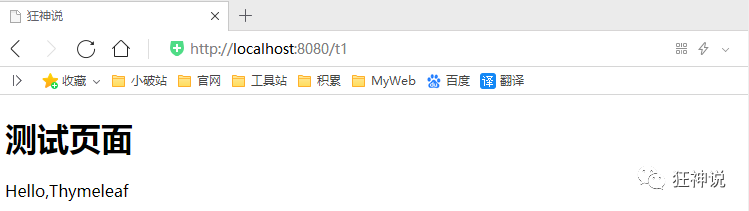 狂神说
http://localhost:8080/t1
收藏 小破站 官网 工具站 积累 MyWeb 百度 译 翻译
测试页面
Hello,Thymeleaf
狂神说